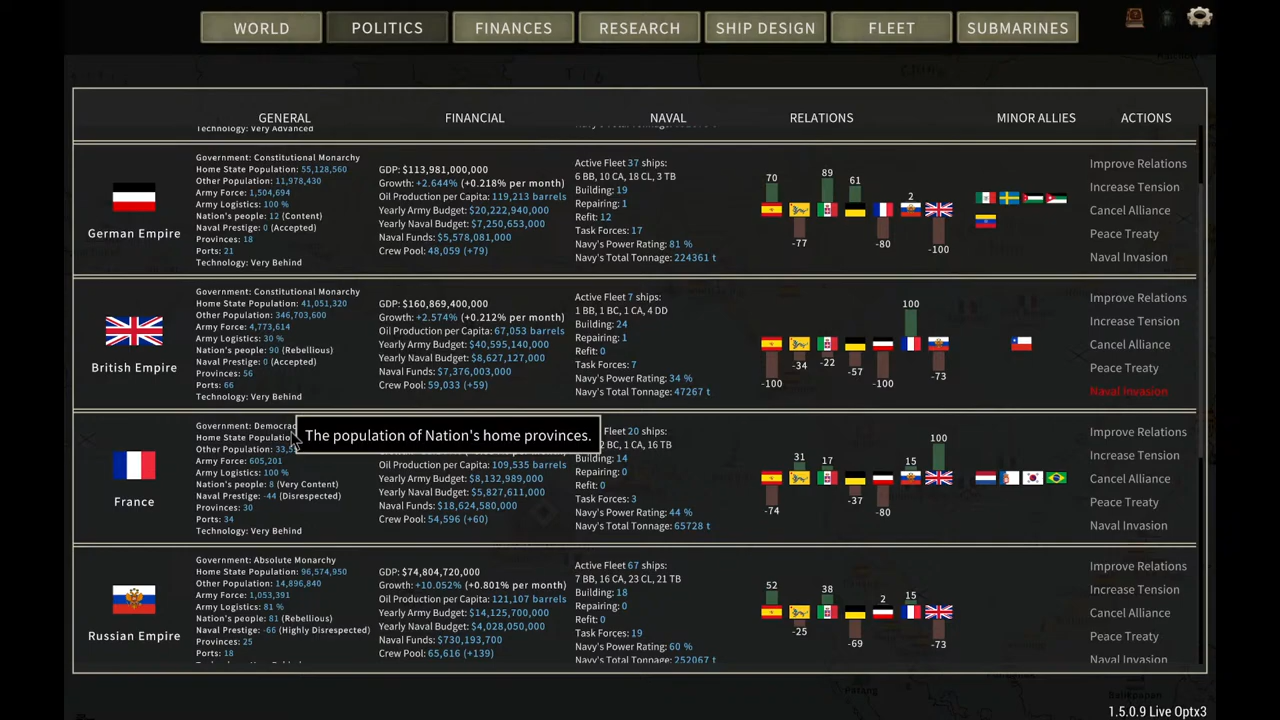 WORLD
POLITICS
FINANCES
RESEARCH
SHIP DESIGN
FLEET
SUBMARINES
GENERAL
FINANCIAL
NAVAL
RELATIONS
MINOR ALLIES
ACTIONS
Technology: Very Advanced
German Empire
Government: Constitutional Monarchy
Home State Population: 55,128,560
Other Population: 11,978,430
Army Force: 1,504,694
Army Logistics: 100 %
Nation's people: 12 (Content)
Naval Prestige: 0 (Accepted)
Provinces: 18
Ports: 21
Technology: Very Behind
GDP: $113,981,000,000
Growth: +2.644% (+0.218% per month)
Oil Production per Capita: 119,213 barrels
Yearly Army Budget: $20,222,940,000
Yearly Naval Budget: $7,250,653,000
Naval Funds: $5,578,081,000
Crew Pool: 48,059 (+79)
Active Fleet 37 ships:
6 BB, 10 CA, 18 CL, 3 TB
Building: 19
Repairing: 1
Refit: 12
Task Forces: 17
Navy's Power Rating: 81 %
Navy's Total Tonnage: 224361 t
70
-77
89
61
-80
2
-100
Improve Relations
Increase Tension
Cancel Alliance
Peace Treaty
Naval Invasion
British Empire
Government: Constitutional Monarchy
Home State Population: 41,051,320
Other Population: 346,703,600
Army Force: 4,773,614
Army Logistics: 30 %
Nation's people: 90 (Rebellious)
Naval Prestige: 0 (Accepted)
Provinces: 56
Ports: 66
Technology: Very Behind
GDP: $160,869,400,000
Growth: +2.574% (+0.212% per month)
Oil Production per Capita: 67,053 barrels
Yearly Army Budget: $40,595,140,000
Yearly Naval Budget: $8,627,127,000
Naval Funds: $7,376,003,000
Crew Pool: 59,033 (+59)
Active Fleet 7 ships:
1 BB, 1 BC, 1 CA, 4 DD
Building: 24
Repairing: 1
Refit: 0
Task Forces: 7
Navy's Power Rating: 34 %
Navy's Total Tonnage: 47267 t
-100
-34
-22
-57
-100
100
-73
Improve Relations
Increase Tension
Cancel Alliance
Peace Treaty
Naval Invasion
France
Government: Democrac
Home State Population
The population of Nation's home provinces.
Other Population: 33,5
Army Force: 605,201
Army Logistics: 100 %
Nation's people: 8 (Very Content)
Naval Prestige: -44 (Disrespected)
Provinces: 30
Ports: 34
Technology: Very Behind
Oil Production per Capita: 109,535 barrels
Yearly Army Budget: $8,132,989,000
Yearly Naval Budget: $5,827,611,000
Naval Funds: $18,624,580,000
Crew Pool: 54,596 (+60)
Fleet 20 ships:
2 BC, 1 CA, 16 TB
Building: 14
Repairing: 0
Refit: 0
Task Forces: 3
Navy's Power Rating: 44 %
Navy's Total Tonnage: 65728 t
-74
31
17
-37
-80
15
100
Improve Relations
Increase Tension
Cancel Alliance
Peace Treaty
Naval Invasion
Russian Empire
Government: Absolute Monarchy
Home State Population: 96,574,950
Other Population: 14,896,840
Army Force: 1,053,391
Army Logistics: 81 %
Nation's people: 81 (Rebellious)
Naval Prestige: -66 (Highly Disrespected)
Provinces: 25
Ports: 18
GDP: $74,804,720,000
Growth: +10.052% (+0.801% per month)
Oil Production per Capita: 121,107 barrels
Yearly Army Budget: $14,125,700,000
Yearly Naval Budget: $4,028,050,000
Naval Funds: $730,193,700
Crew Pool: 65,616 (+139)
Active Fleet 67 ships:
7 BB, 16 CA, 23 CL, 21 TB
Building: 18
Repairing: 0
Refit: 0
Task Forces: 19
Navy's Power Rating: 60 %
Navy's Total Tonnage: 252067 t
52
-25
38
-69
2
15
-73
Improve Relations
Increase Tension
Cancel Alliance
Peace Treaty
Naval Invasion
1.5.0.9 Live Optx3